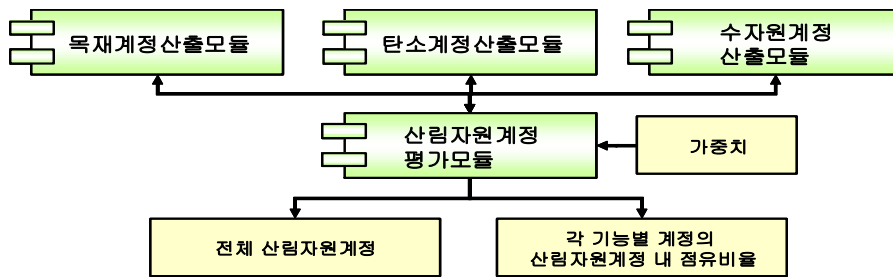 목재계정산출모듈
탄소계정산출모듈
수자원계정
산출모듈
산림자원계정
평가모듈
가중치
전체 산림자원계정
각 기능별 계정의
산림자원계정 내 점유비율